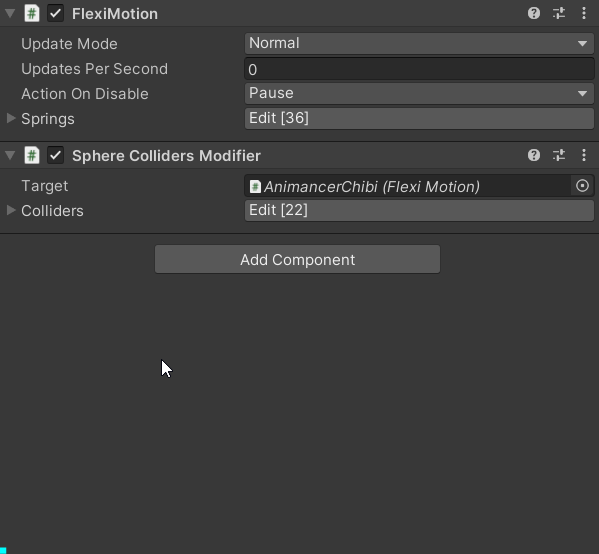 FlexiMotion
Update Mode Normal
Updates Per Second 0
Action On Disable Pause
Springs Edit [36]
Sphere Colliders Modifier
Target AnimancerChibi (Flexi Motion)
Colliders Edit [22]
Add Component